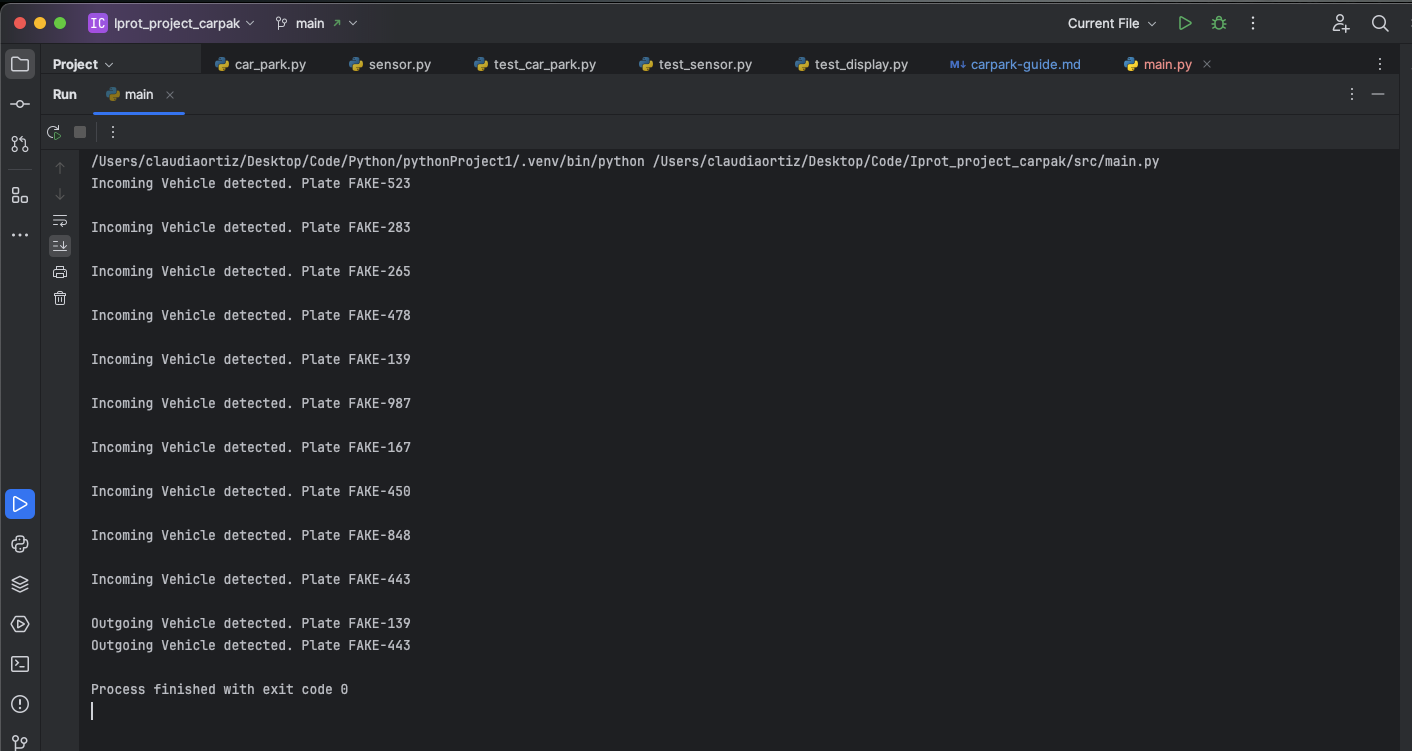 IC Iprot_project_carpak main Current File
Project car_park.py sensor.py test_car_park.py test_sensor.py test_display.py M↓ carpark-guide.md main.py
Run main
/Users/claudiaortiz/Desktop/Code/Python/pythonProject1/.venv/bin/python /Users/claudiaortiz/Desktop/Code/Iprot_project_carpak/src/main.py
Incoming Vehicle detected. Plate FAKE-523
Incoming Vehicle detected. Plate FAKE-283
Incoming Vehicle detected. Plate FAKE-265
Incoming Vehicle detected. Plate FAKE-478
Incoming Vehicle detected. Plate FAKE-139
Incoming Vehicle detected. Plate FAKE-987
Incoming Vehicle detected. Plate FAKE-167
Incoming Vehicle detected. Plate FAKE-450
Incoming Vehicle detected. Plate FAKE-848
Incoming Vehicle detected. Plate FAKE-443
Outgoing Vehicle detected. Plate FAKE-139
Outgoing Vehicle detected. Plate FAKE-443
Process finished with exit code 0